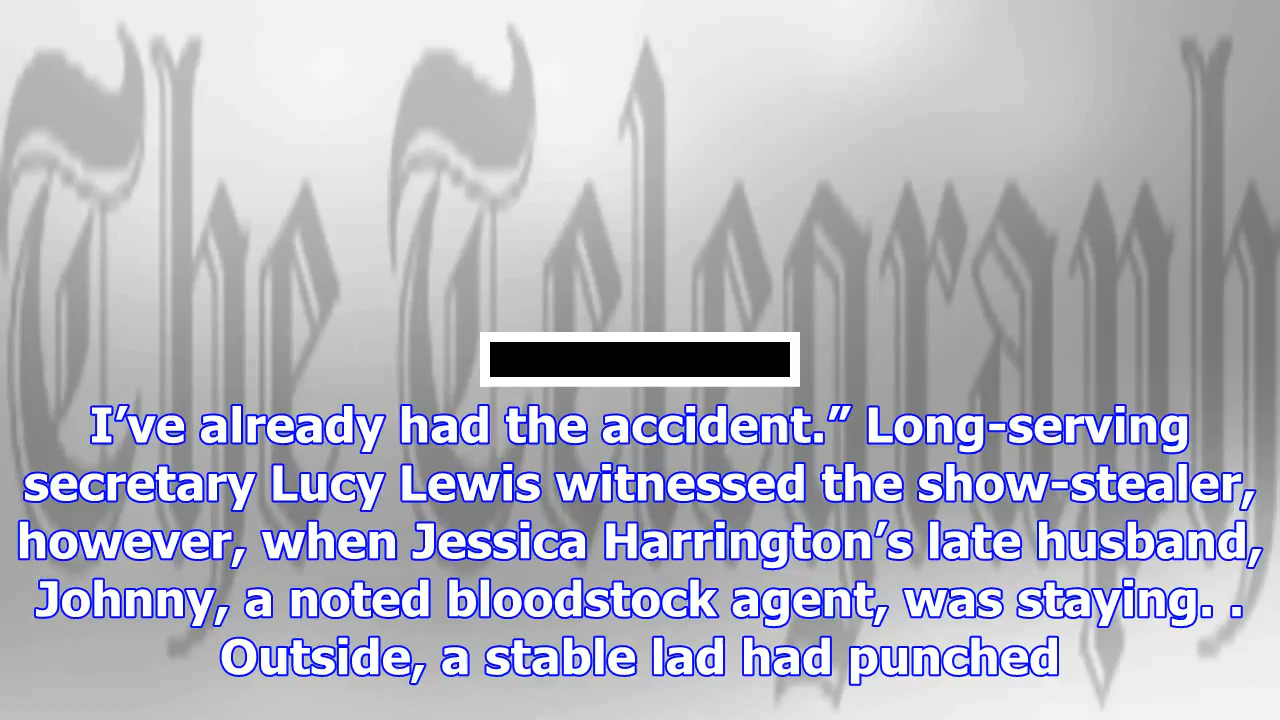 The Telegraph
I’ve already had the accident.” Long-serving
secretary Lucy Lewis witnessed the show-stealer,
however, when Jessica Harrington’s late husband,
Johnny, a noted bloodstock agent, was staying. .
Outside, a stable lad had punched